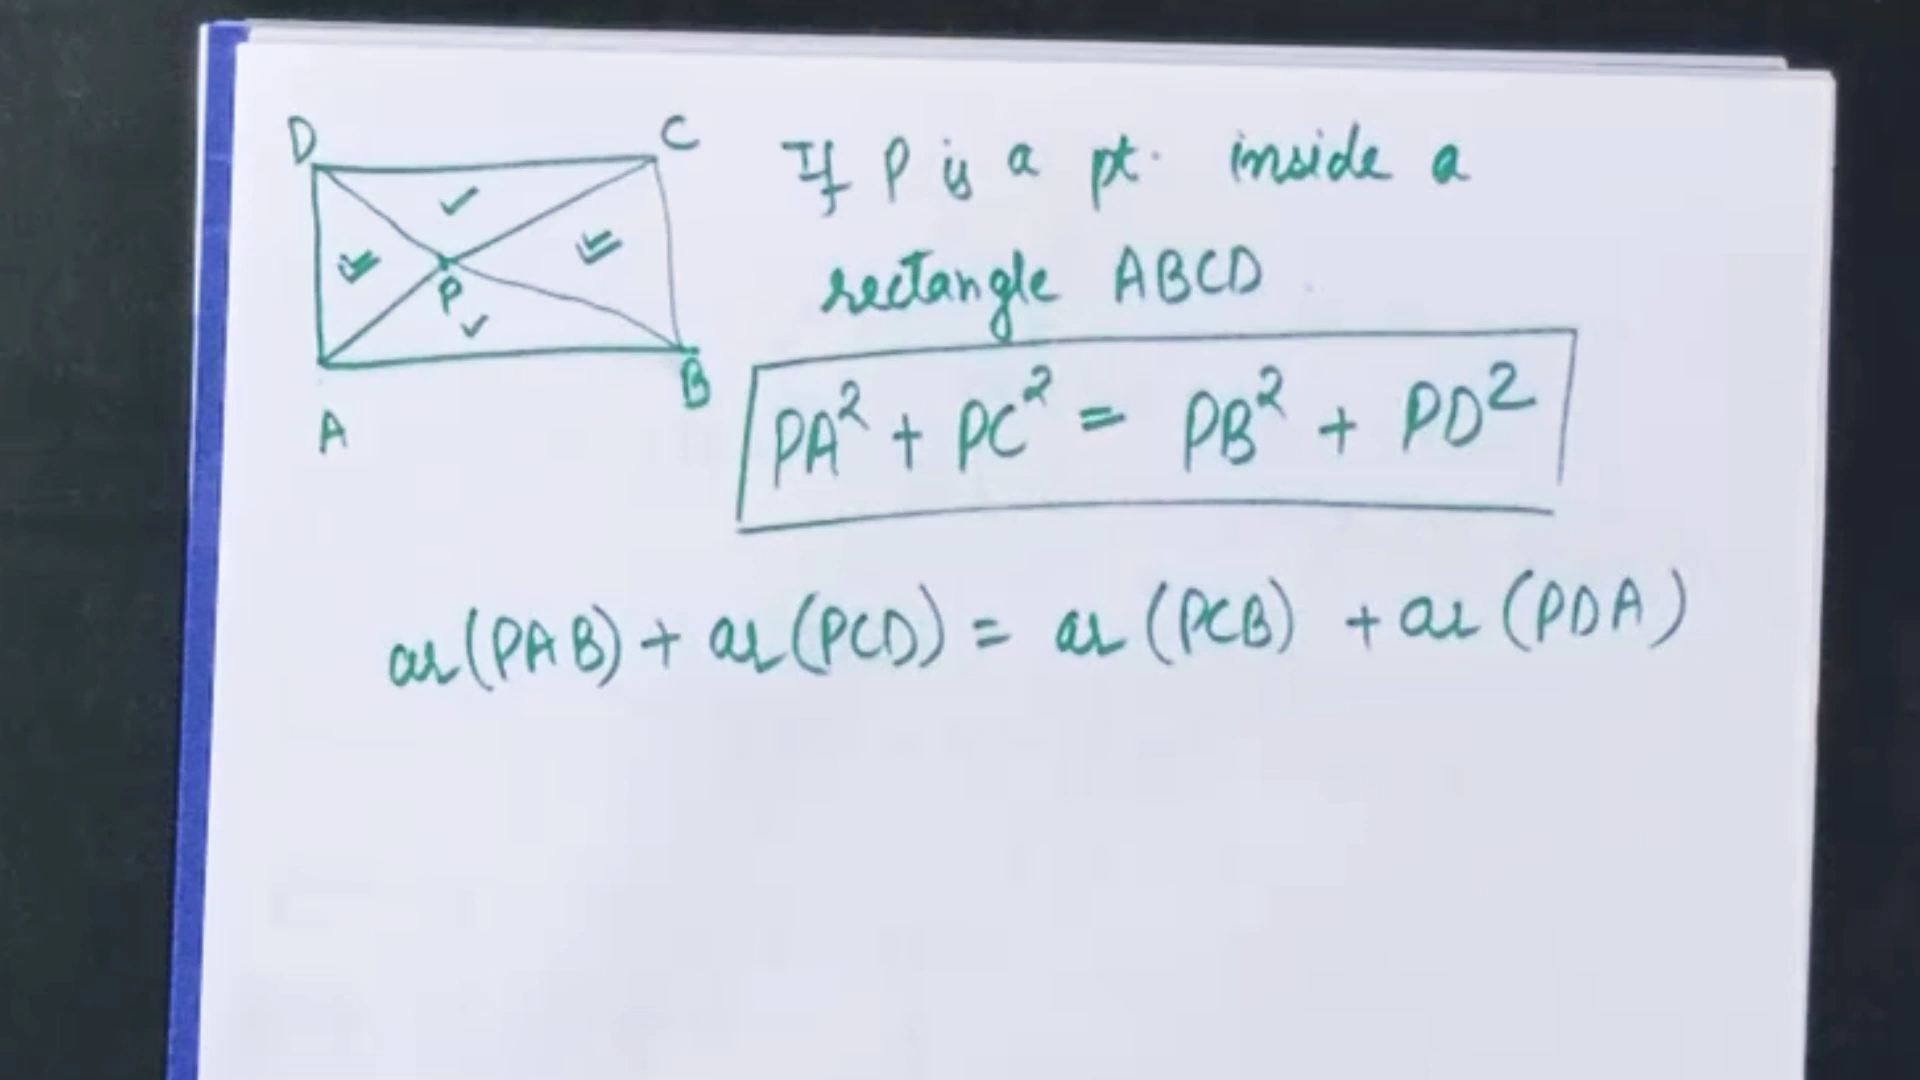 D
C
If P is a pt. inside a
P
rectangle ABCD
B
A
PA² + PC² = PB² + PD²
ar(PAB) + ar(PCD) = ar(PCB) + ar(PDA)